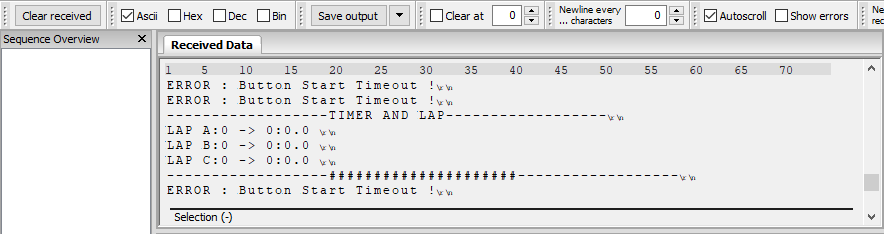 Clear received Ascii Hex Dec Bin Save output Clear at 0 Newline every ... characters 0 Autoscroll Show errors
Sequence Overview
Received Data
1 5 10 15 20 25 30 35 40 45 50 55 60 65 70
ERROR : Button Start Timeout !\r\n
ERROR : Button Start Timeout !\r\n
------------------TIMER AND LAP------------------\r\n
LAP A:0 -> 0:0.0 \r\n
LAP B:0 -> 0:0.0 \r\n
LAP C:0 -> 0:0.0 \r\n
------------------#####################------------------\r\n
ERROR : Button Start Timeout !\r\n
Selection (-)